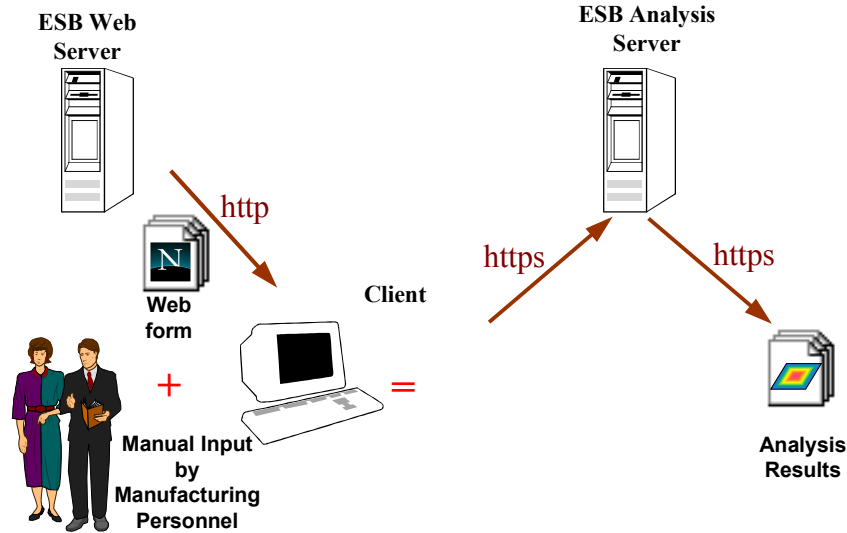 ESB Web
Server
ESB Analysis
Server
http
N
Web
form
Client
https
https
+
=
Manual Input
by
Manufacturing
Personnel
Analysis
Results